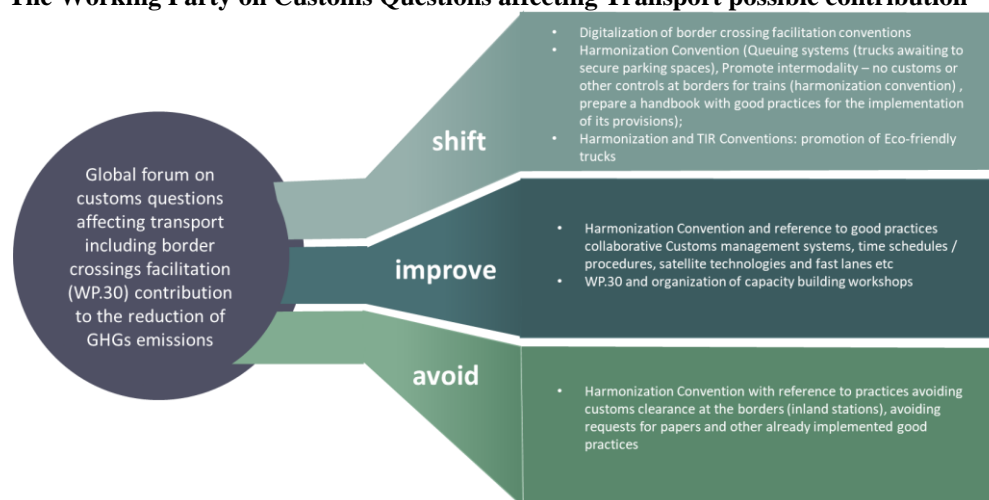 The Working Party on Customs Questions affecting Transport possible contribution
Global forum on
customs questions
affecting transport
including border
crossings facilitation
(WP.30) contribution
to the reduction of
GHGs emissions
shift
• Digitalization of border crossing facilitation conventions
• Harmonization Convention (Queuing systems (trucks awaiting to
secure parking spaces), Promote intermodality – no customs or
other controls at borders for trains (harmonization convention) ,
prepare a handbook with good practices for the implementation
of its provisions);
• Harmonization and TIR Conventions: promotion of Eco-friendly
trucks
improve
• Harmonization Convention and reference to good practices
collaborative Customs management systems, time schedules /
procedures, satellite technologies and fast lanes etc
• WP.30 and organization of capacity building workshops
avoid
• Harmonization Convention with reference to practices avoiding
customs clearance at the borders (inland stations), avoiding
requests for papers and other already implemented good
practices